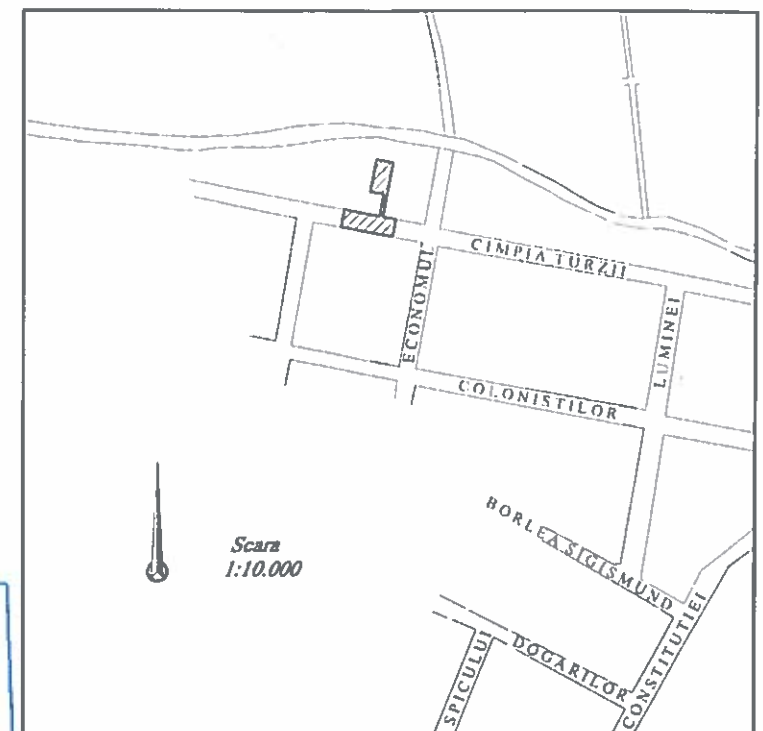 CIMPIA TURZII
ECONOMUL
LUMINEI
COLONISTILOR
BORLEA SIGISMUND
Scara
1:10.000
DOGARILOR
CONSTITUTIEI
SPICULUI